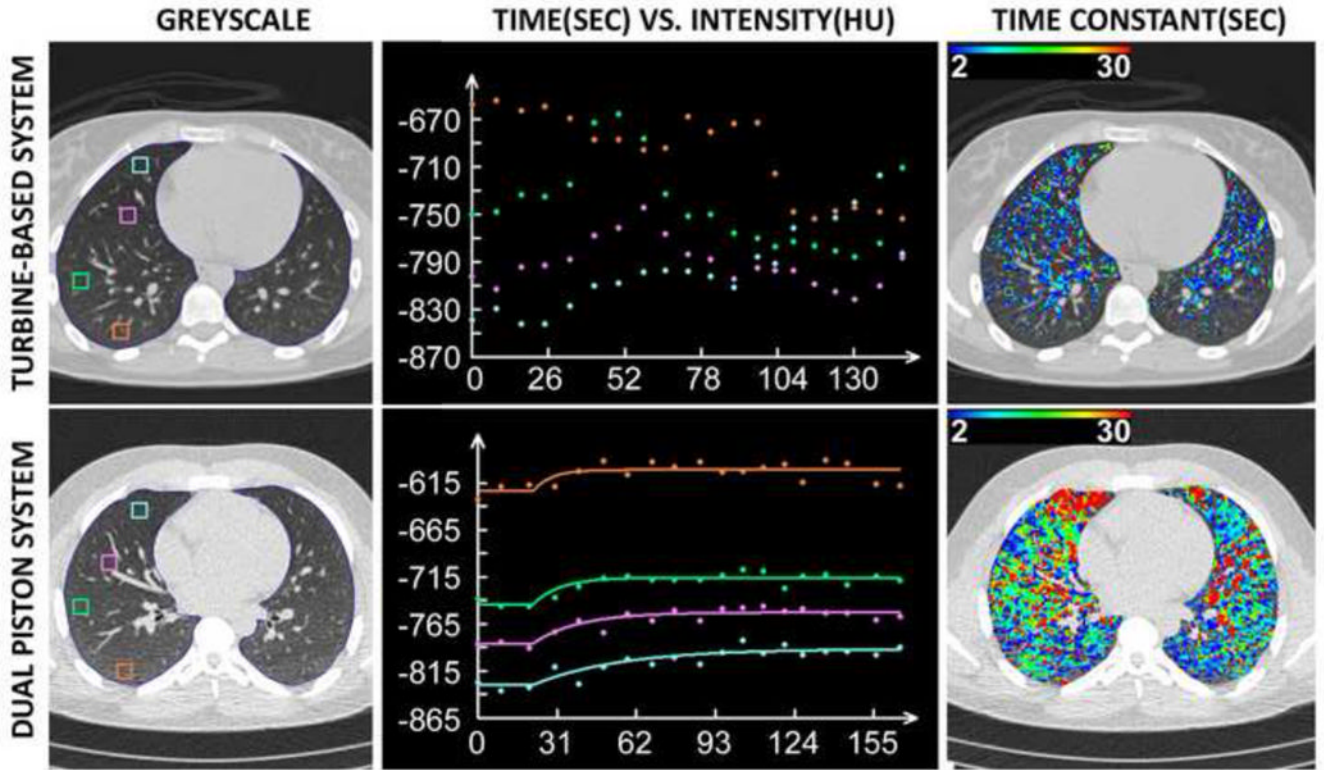 GREYSCALE TIME(SEC) VS. INTENSITY(HU) TIME CONSTANT(SEC)
TURBINE-BASED SYSTEM
-670
-710
-750
-790
-830
-870
0 26 52 78 104 130
2 30
DUAL PISTON SYSTEM
-615
-665
-715
-765
-815
-865
0 31 62 93 124 155
2 30